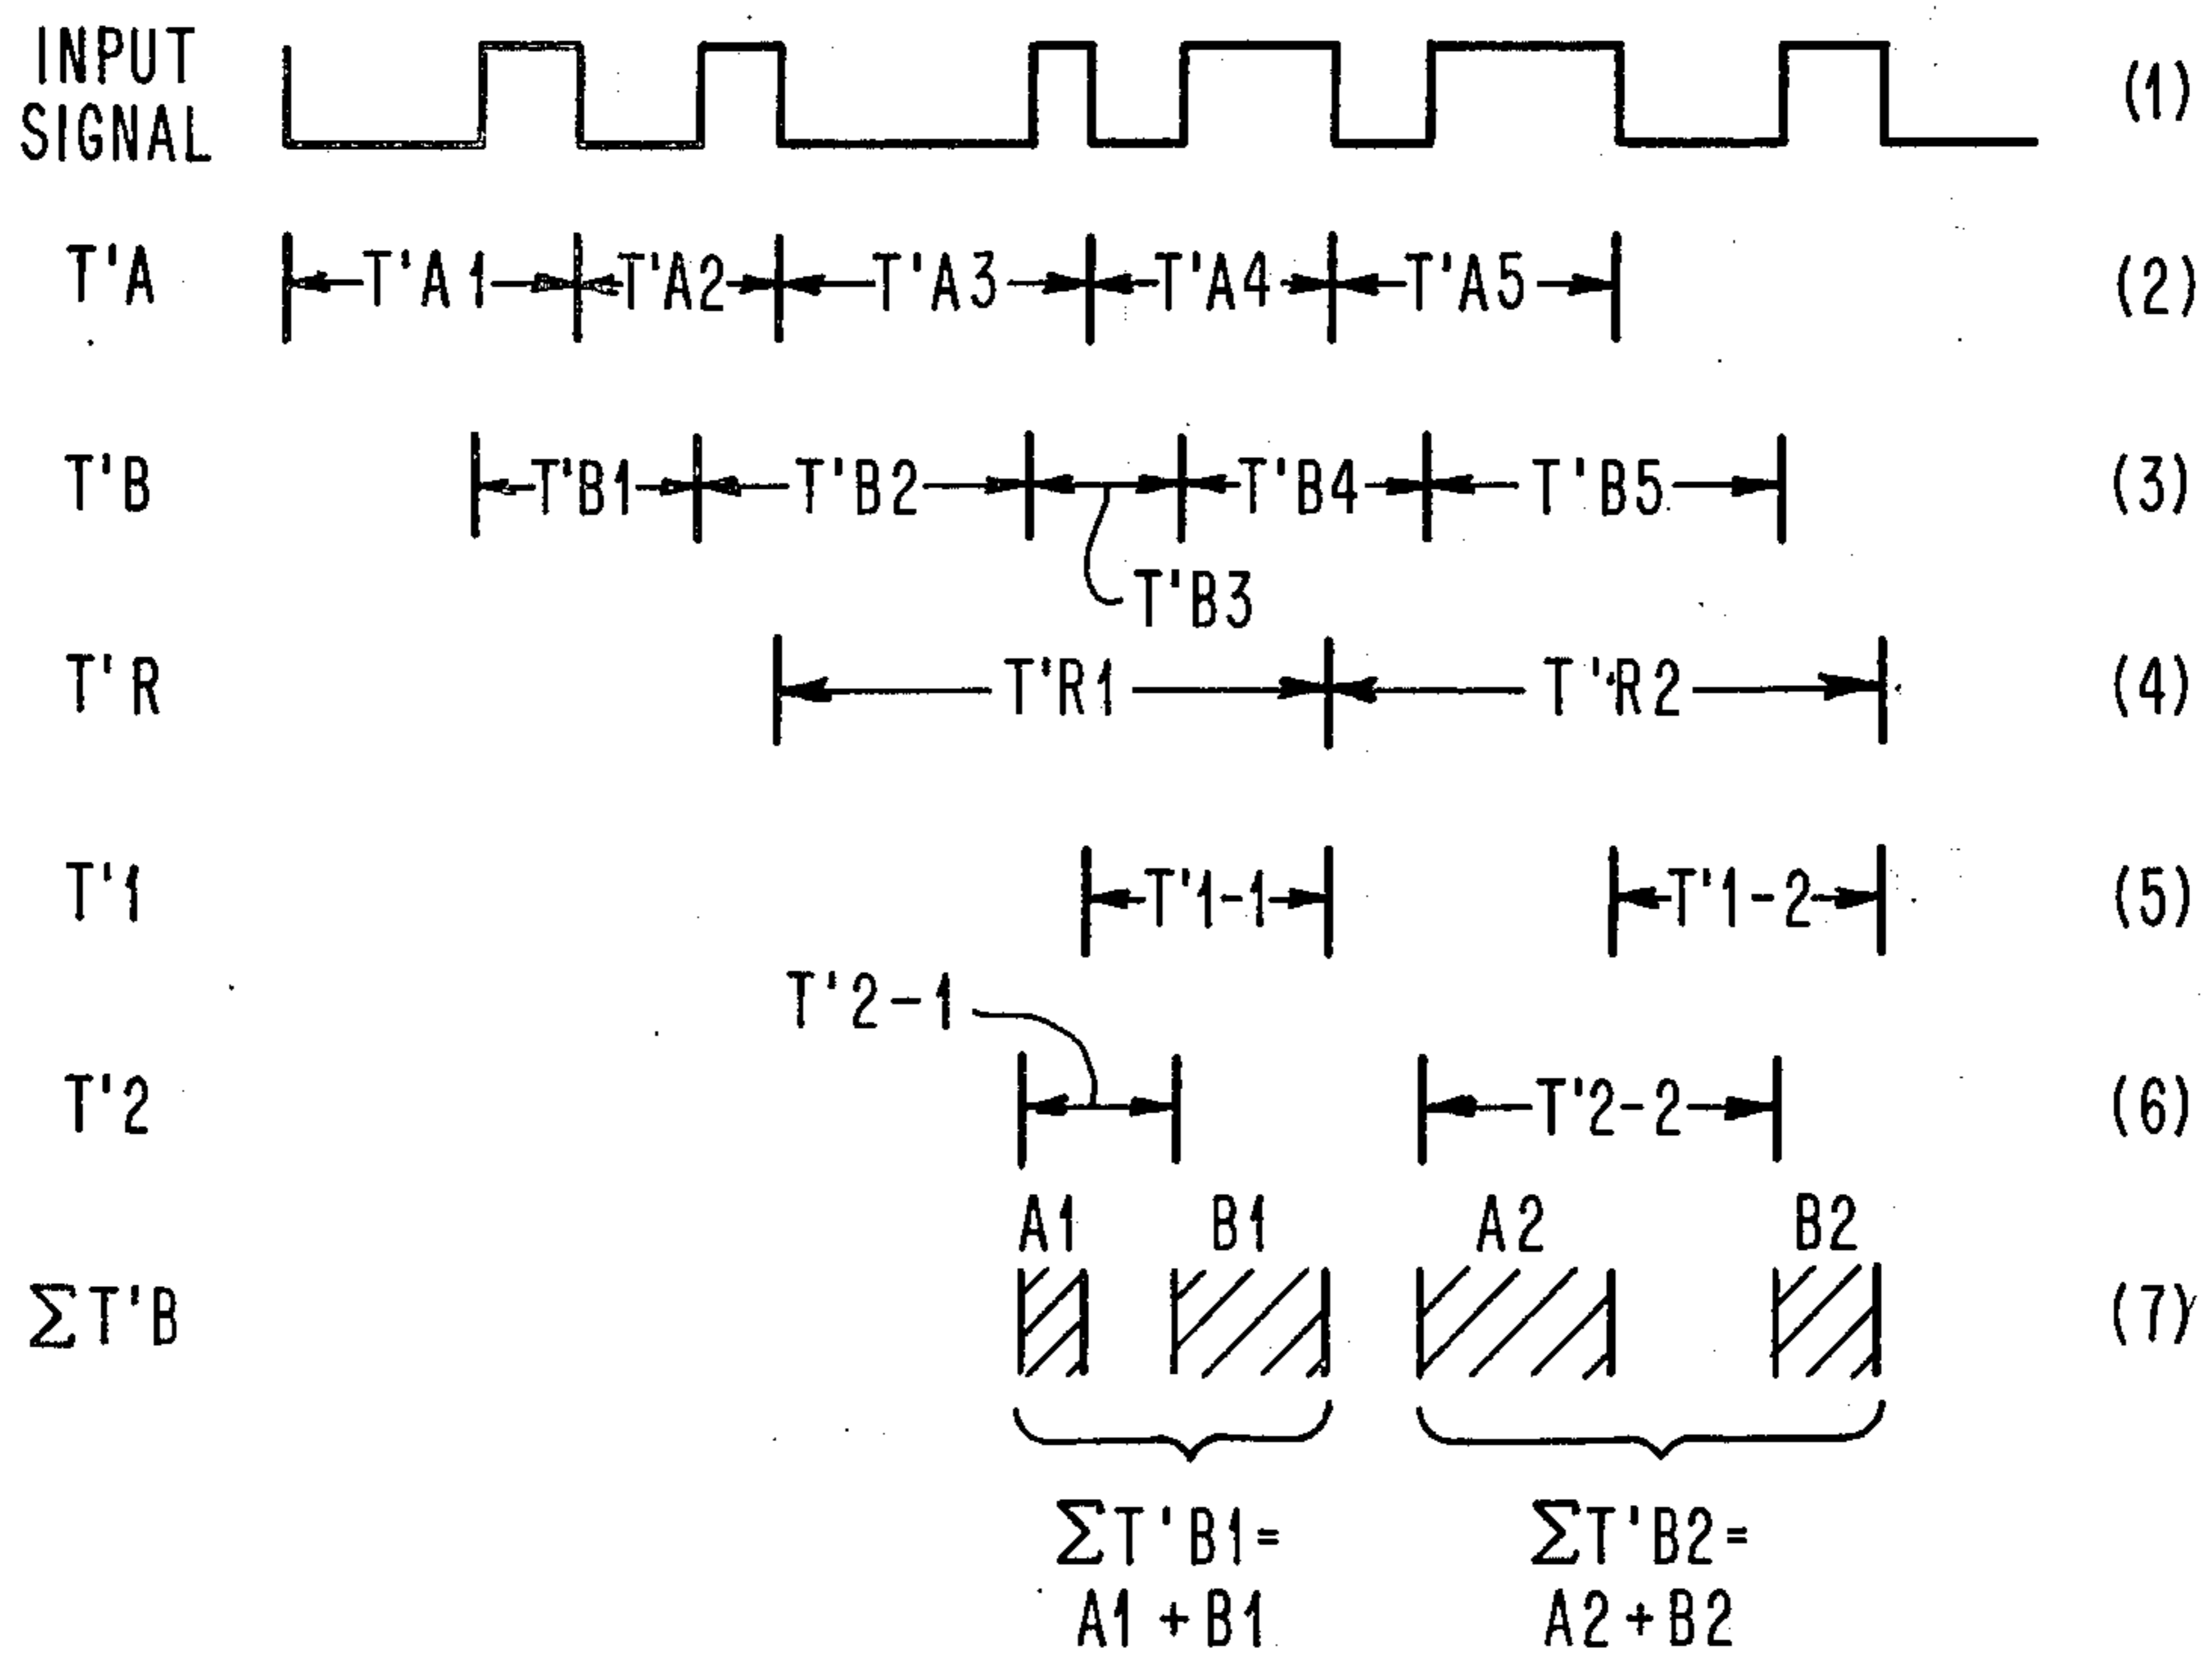 INPUT
SIGNAL
(1)
T'A
T'A1
T'A2
T'A3
T'A4
T'A5
(2)
T'B
T'B1
T'B2
T'B4
T'B5
(3)
T'B3
T'R
T'R1
T'R2
(4)
T'1
T'1-1
T'1-2
(5)
T'2-1
T'2
T'2-2
(6)
A1
B1
A2
B2
ΣT'B
(7)
ΣT'B1=
A1+B1
ΣT'B2=
A2+B2